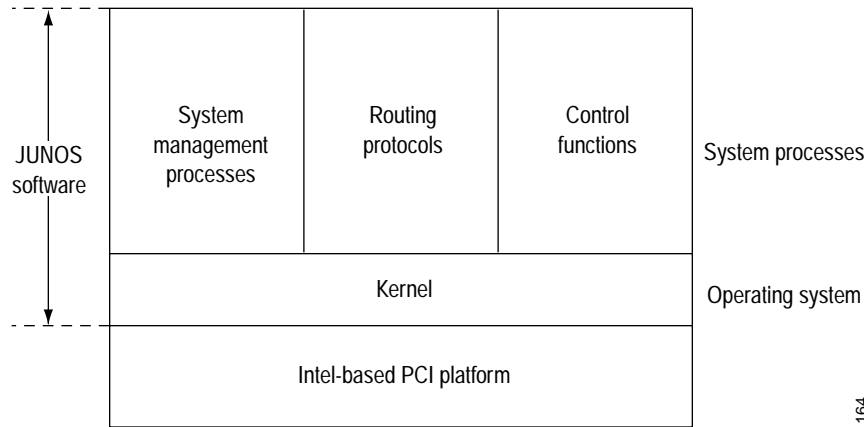 System
management
processes
Routing
protocols
Control
functions
System processes
JUNOS
software
Kernel
Operating system
Intel-based PCI platform
164